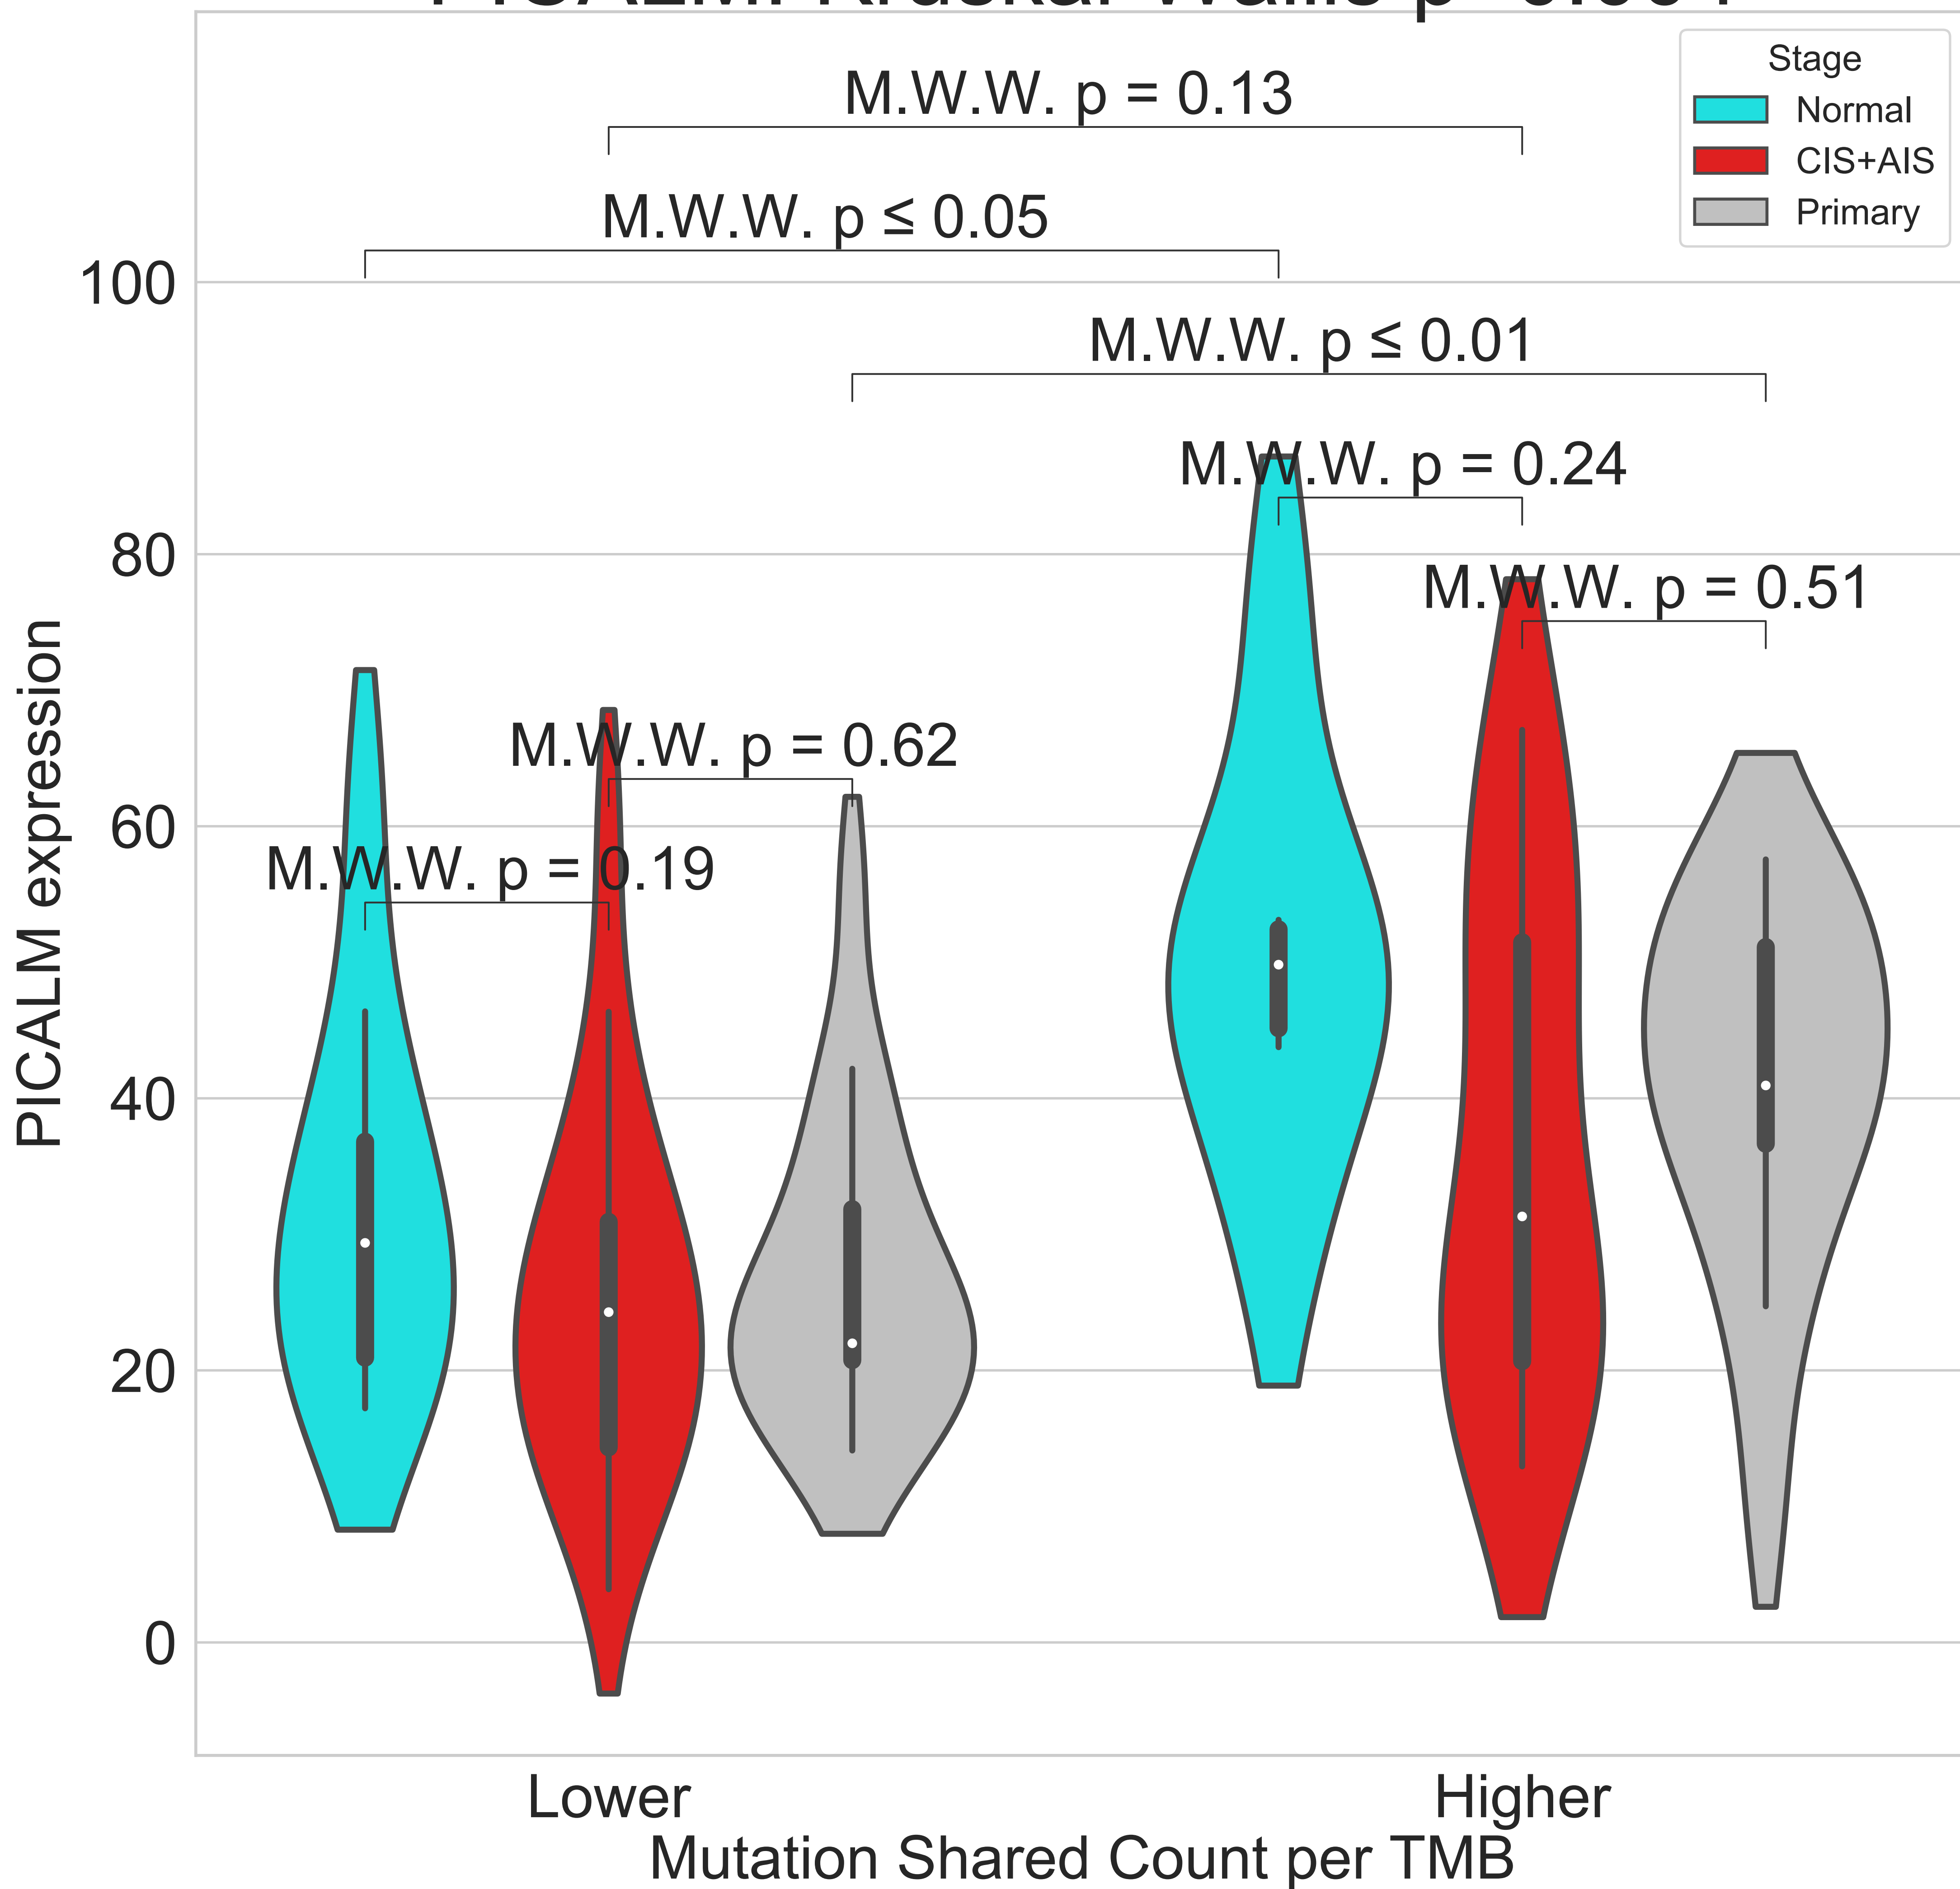 Stage
Normal
CIS+AIS
Primary
M.W.W. p = 0.13
M.W.W. p ≤ 0.05
M.W.W. p ≤ 0.01
M.W.W. p = 0.24
M.W.W. p = 0.51
M.W.W. p = 0.62
M.W.W. p = 0.19
100
80
60
40
20
0
PICALM expression
Lower
Higher
Mutation Shared Count per TMB